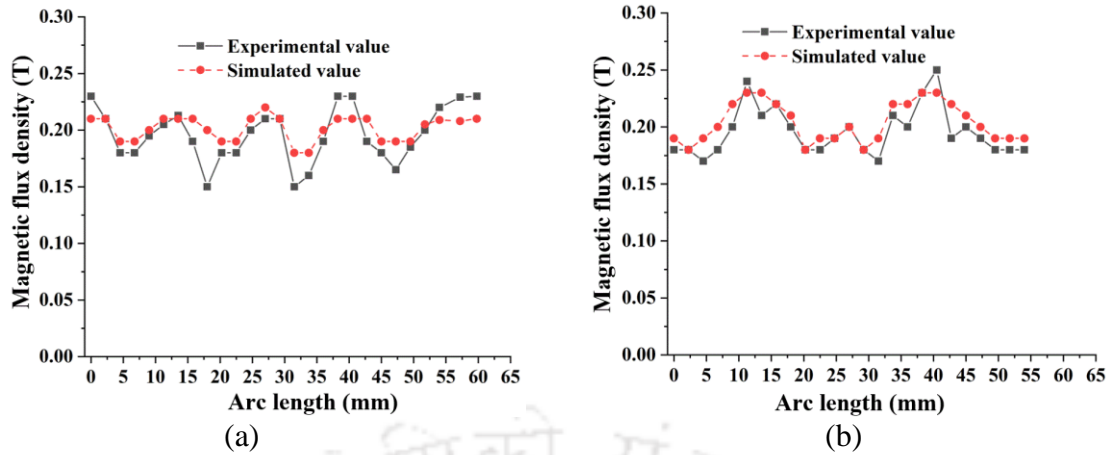 0.30
0.25
0.20
0.15
0.10
0.05
0.00
Magnetic flux density (T)
Experimental value
Simulated value
0 5 10 15 20 25 30 35 40 45 50 55 60 65
Arc length (mm)
(a)
0.30
0.25
0.20
0.15
0.10
0.05
0.00
Magnetic flux density (T)
Experimental value
Simulated value
0 5 10 15 20 25 30 35 40 45 50 55 60 65
Arc length (mm)
(b)